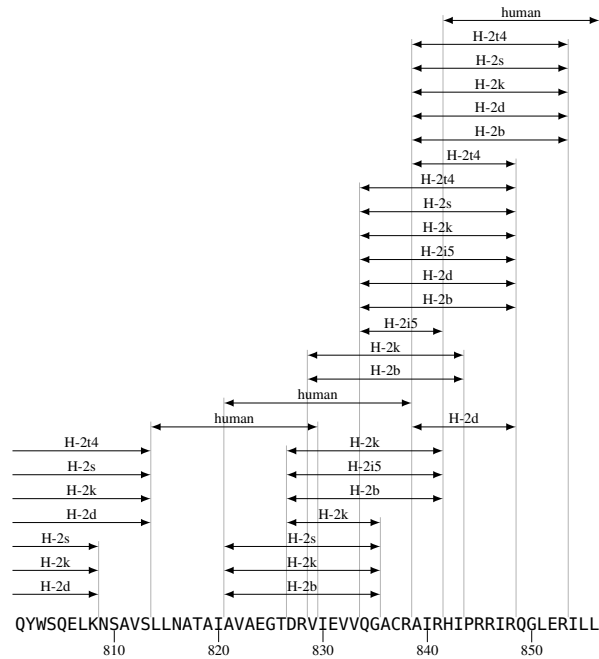 human
H-2t4
H-2s
H-2k
H-2d
H-2b
H-2t4
H-2t4
H-2s
H-2k
H-2i5
H-2d
H-2b
H-2i5
H-2k
H-2b
human
human H-2d
H-2t4 H-2k
H-2s H-2i5
H-2k H-2b
H-2d H-2k
H-2s H-2s
H-2k H-2k
H-2d H-2b
QYWSQELKNSAVSLLNATAIAVAEGTDRVIEVVQGACRAIRHIPRRIRQGLERILL
810 820 830 840 850